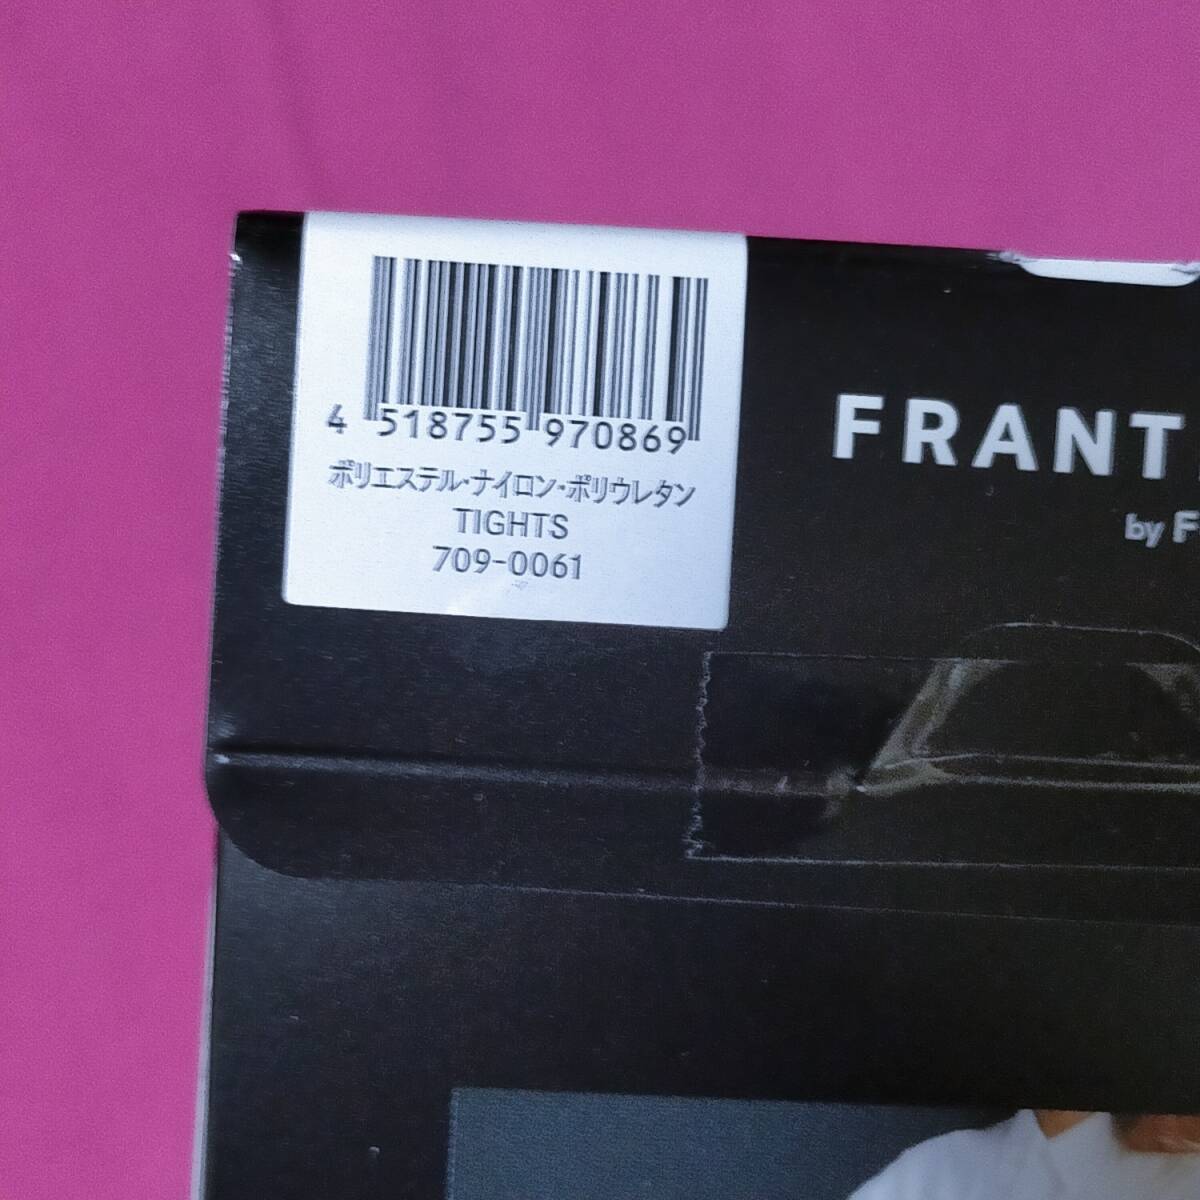 4 518755 970869
ポリエステル・ナイロン・ポリウレタン
TIGHTS
709-0061
FRANT
by F